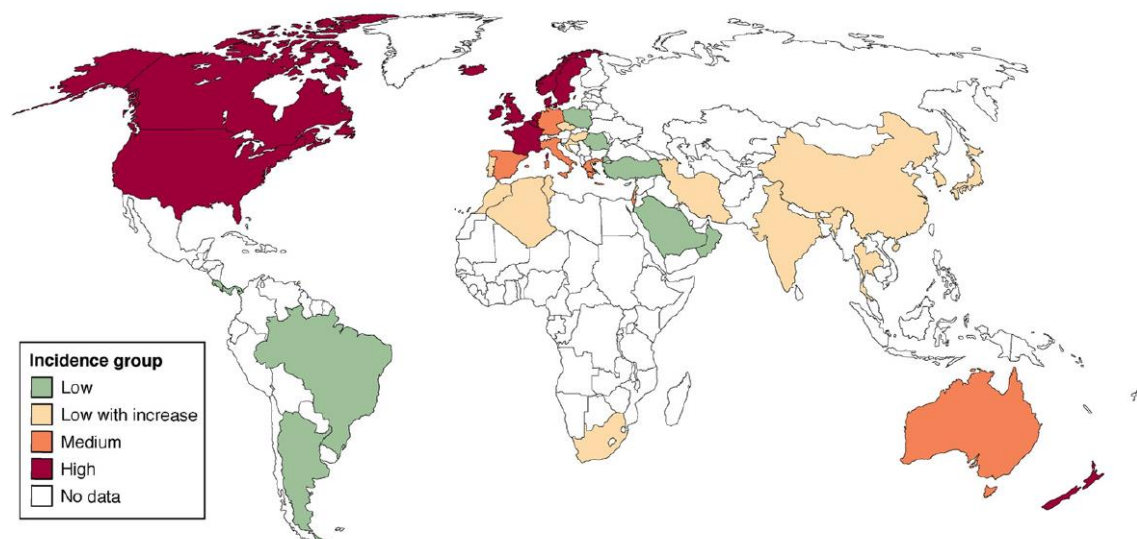 Incidence group
Low
Low with increase
Medium
High
No data